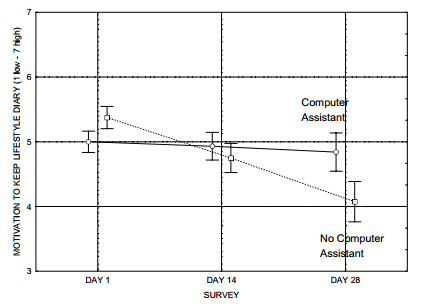 MOTIVATION TO KEEP LIFESTYLE DIARY (1 low - 7 high)
7
6
5
4
3
Computer
Assistant
No Computer
Assistant
DAY 1
DAY 14
DAY 28
SURVEY